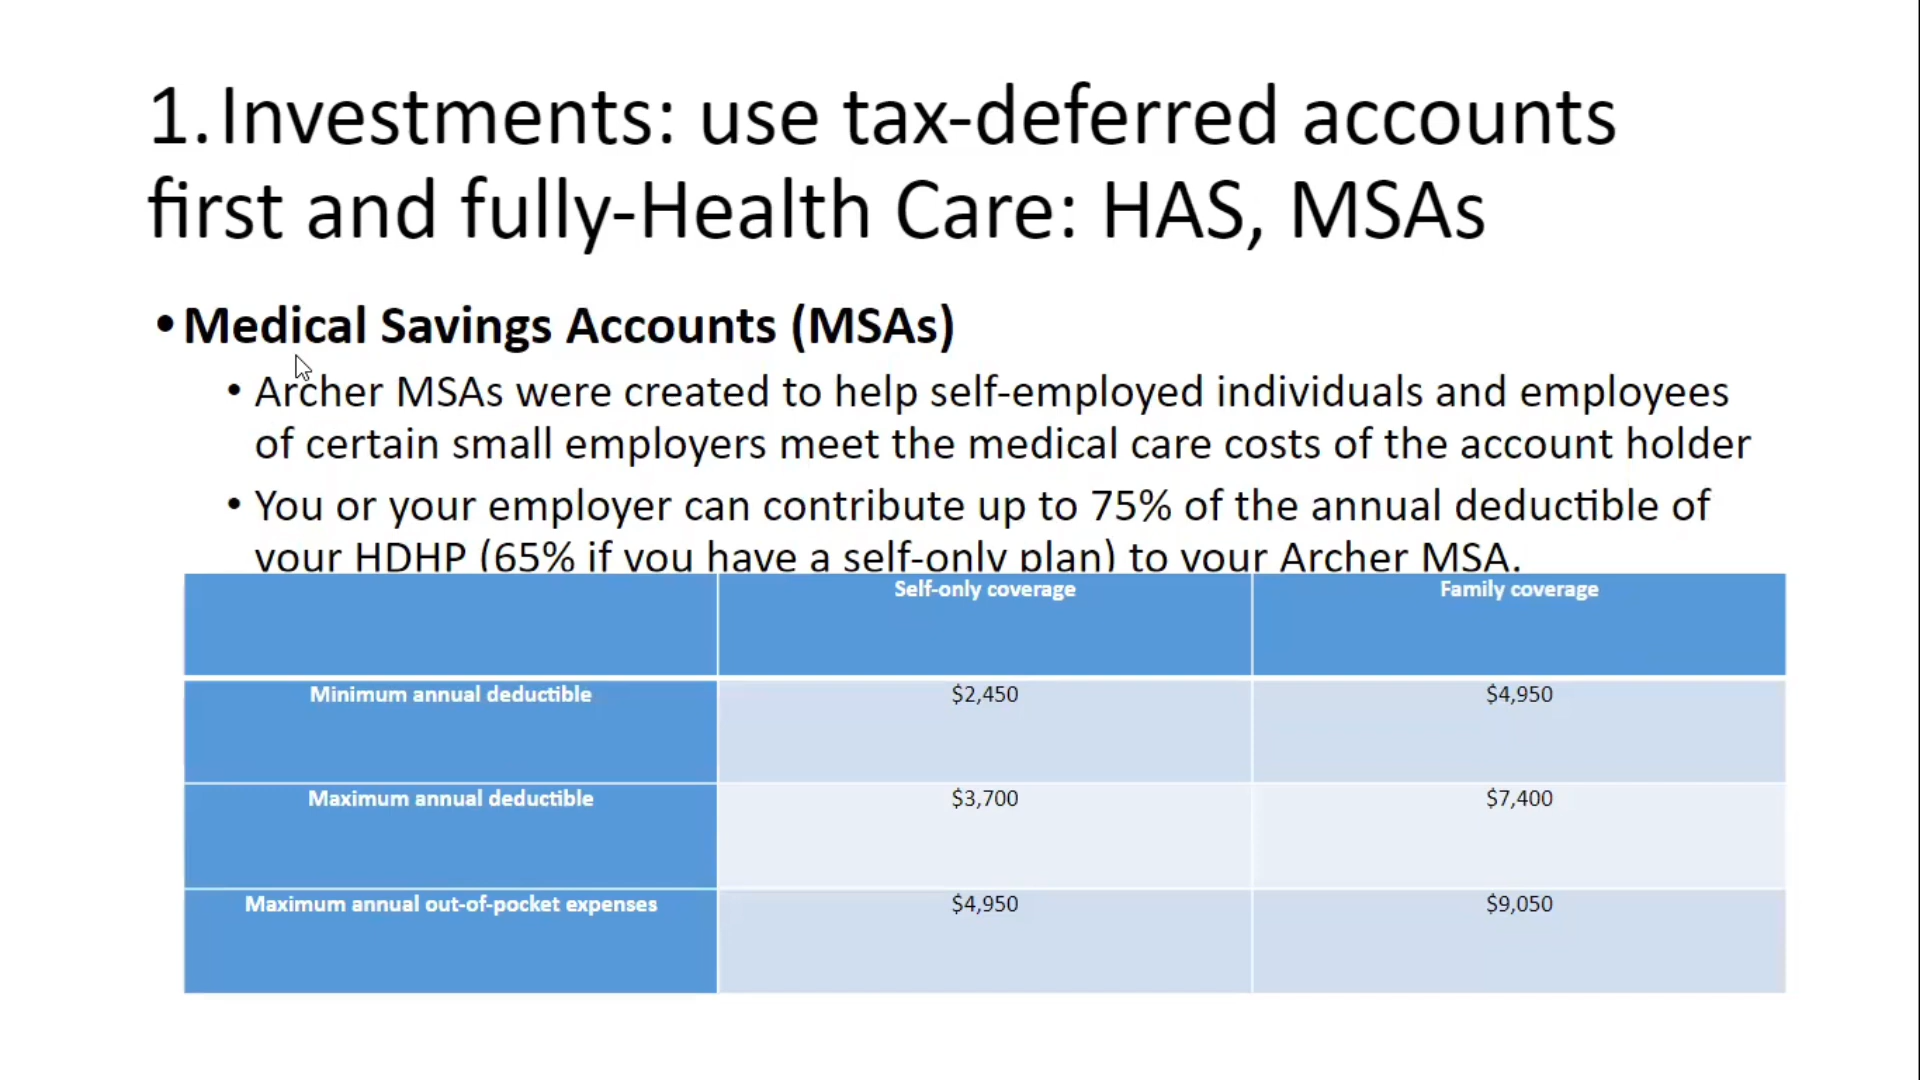 1. Investments: use tax-deferred accounts
first and fully-Health Care: HAS, MSAs
• Medical Savings Accounts (MSAs)
• Archer MSAs were created to help self-employed individuals and employees
of certain small employers meet the medical care costs of the account holder
• You or your employer can contribute up to 75% of the annual deductible of
your HDHP (65% if you have a self-only plan) to your Archer MSA.
Self-only coverage Family coverage
Minimum annual deductible $2,450 $4,950
Maximum annual deductible $3,700 $7,400
Maximum annual out-of-pocket expenses $4,950 $9,050